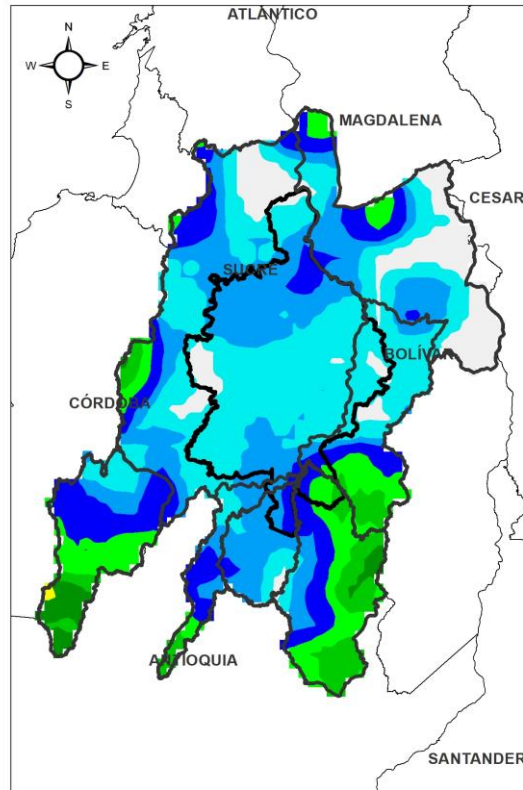 ATLÁNTICO
N
W E
S
MAGDALENA
CESAR
SUCRE
BOLÍVAR
CÓRDOBA
ANTIOQUIA
SANTANDER